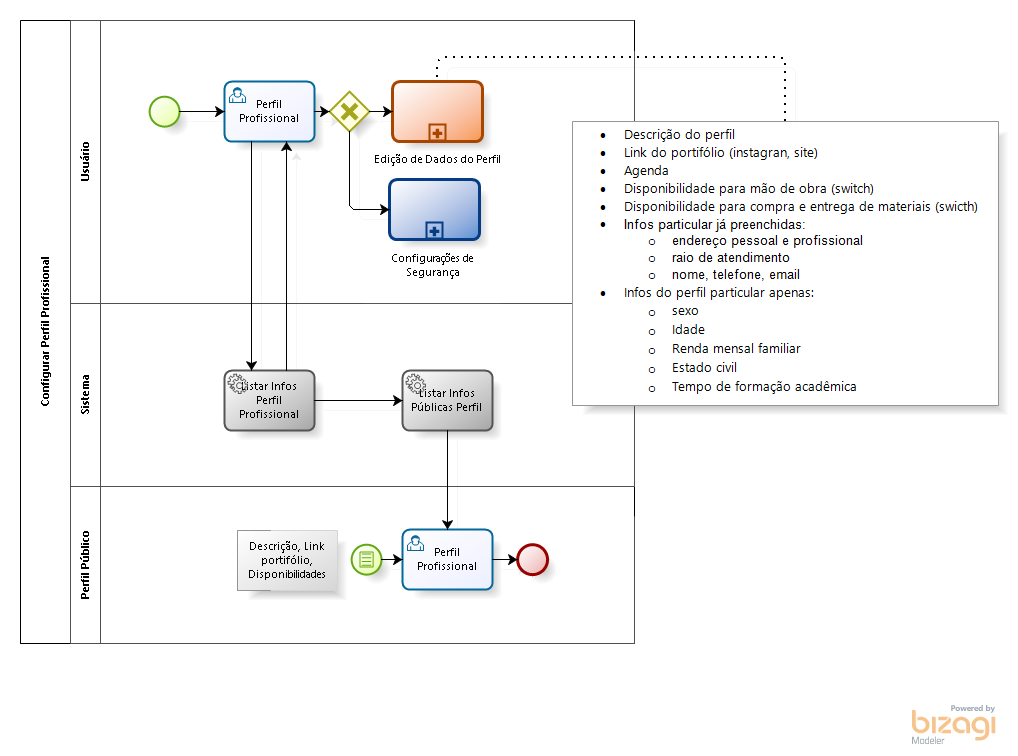 Configurar Perfil Profissional
Usuário
Perfil
Profissional
Edição de Dados do Perfil
Configurações de
Segurança
Descrição do perfil
Link do portifólio (instagran, site)
Agenda
Disponibilidade para mão de obra (switch)
Disponibilidade para compra e entrega de materiais (swicth)
Infos particular já preenchidas:
endereço pessoal e profissional
raio de atendimento
nome, telefone, email
Infos do perfil particular apenas:
sexo
Idade
Renda mensal familiar
Estado civil
Tempo de formação acadêmica
Sistema
Listar Infos
Perfil
Profissional
Listar Infos
Públicas Perfil
Perfil Público
Descrição, Link
portifólio,
Disponibilidades
Perfil
Profissional
Powered by
bizagi
Modeler